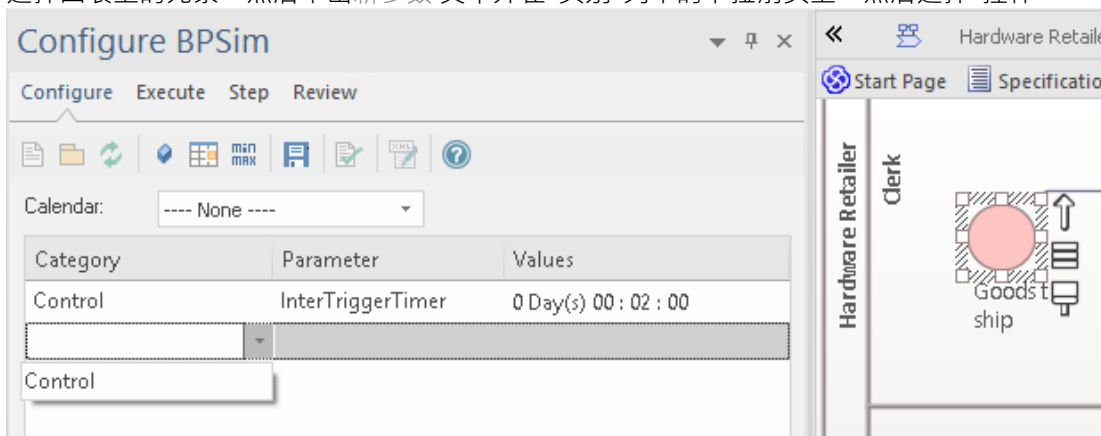 Configure BPSim
Configure Execute Step Review
Calendar: ---- None ----
Category Parameter Values
Control InterTriggerTimer 0 Day(s) 00 : 02 : 00
Control
Hardware Retaile
Start Page Specificatio
Hardware Retailer
Clerk
Goods t
ship